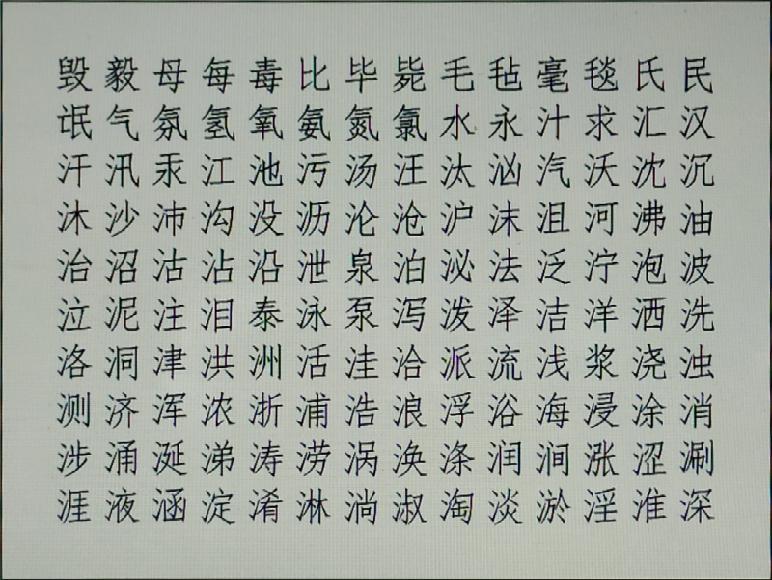 毁毅母每毒比毕毙毛毡毫毯氏民
氓气氛氢氧氨氮氯水永汁求汇汉
汗汛汞江池污汤汪汰汹汽沃沈沉
沐沙沛沟没沥沦沧沪沫沮河沸油
治沼沽沾沿泄泉泊泌法泛泞泡波
泣泥注泪泰泳泵泻泼泽洁洋洒洗
洛洞津洪洲活洼洽派流浅浆浇浊
测济浑浓浙浦浩浪浮浴海浸涂消
涉涌涎涕涛涝涡涣涤润涧涨涩涮
涯液涵淀淆淋淌淑淘淡淤淫淮深